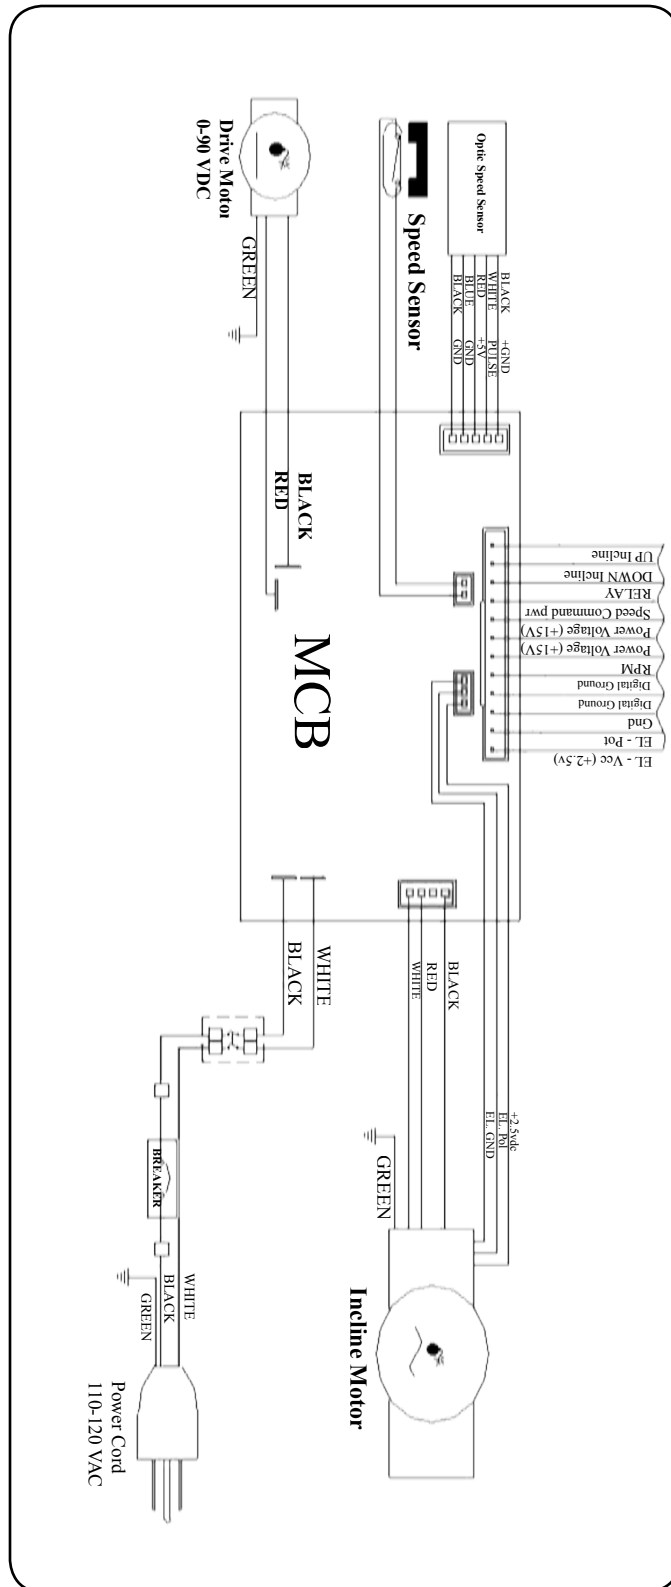 Drive Motor
0-90 VDC
GREEN
Speed Sensor
Optic Speed Sensor
BLACK
WHITE
RED
BLUE
BLACK
+GND
PULSE
+5V
GND
GND
BLACK
RED
MCB
UP Incline
DOWN Incline
RELAY
Speed Command pwr
Power Voltage (+15V)
Power Voltage (+15V)
RPM
Digital Ground
Digital Ground
Gnd
EL - Pot
EL - Vcc (+2.5v)
WHITE
BLACK
BLACK
RED
WHITE
+2.5vdc
EL. Pol
EL. GND
GREEN
Incline Motor
BREAKER
WHITE
BLACK
GREEN
Power Cord
110-120 VAC